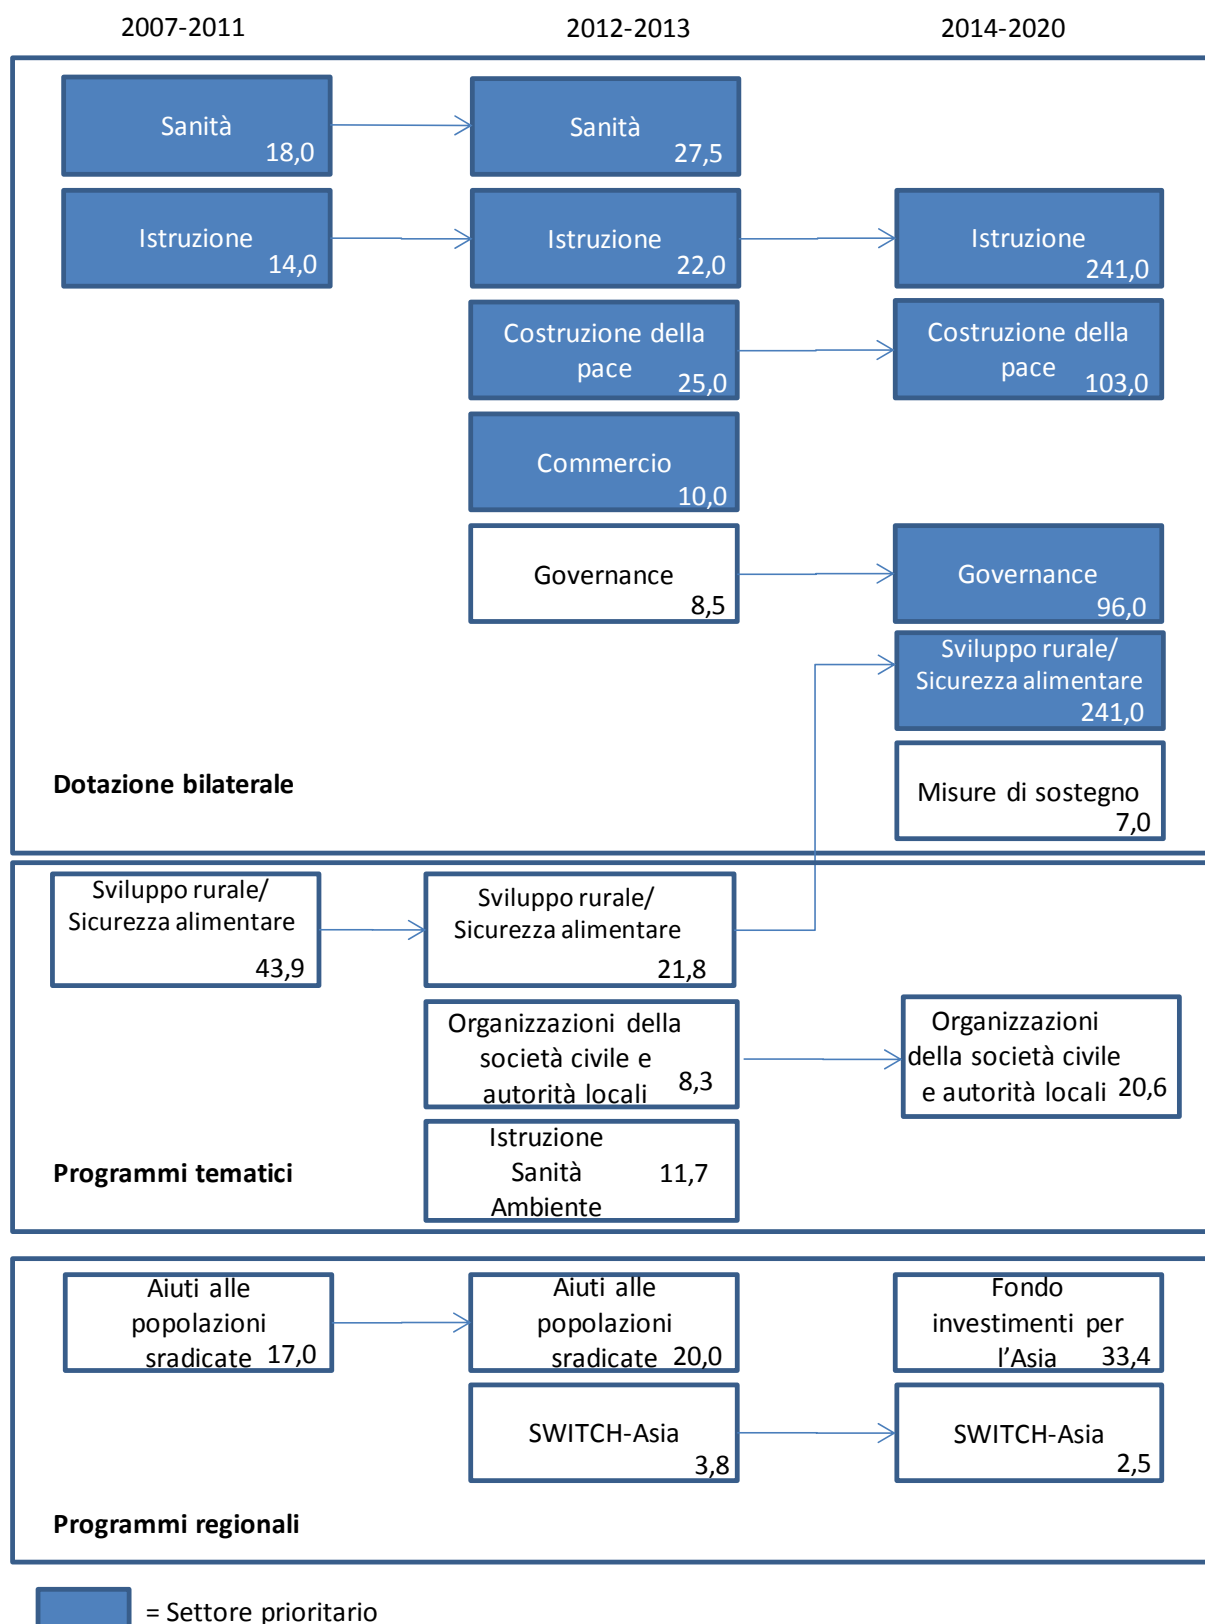 2007-2011
2012-2013
2014-2020
Sanità
18,0
Sanità
27,5
Istruzione
14,0
Istruzione
22,0
Istruzione
241,0
Costruzione della
pace
25,0
Costruzione della
pace
103,0
Commercio
10,0
Governance
8,5
Governance
96,0
Sviluppo rurale/
Sicurezza alimentare
241,0
Misure di sostegno
7,0
Dotazione bilaterale
Sviluppo rurale/
Sicurezza alimentare
43,9
Sviluppo rurale/
Sicurezza alimentare
21,8
Organizzazioni della
società civile e
autorità locali
8,3
Organizzazioni
della società civile
e autorità locali
20,6
Istruzione
Sanità
Ambiente
11,7
Programmi tematici
Aiuti alle
popolazioni
sradicate
17,0
Aiuti alle
popolazioni
sradicate
20,0
Fondo
investimenti per
l'Asia
33,4
SWITCH-Asia
3,8
SWITCH-Asia
2,5
Programmi regionali
= Settore prioritario